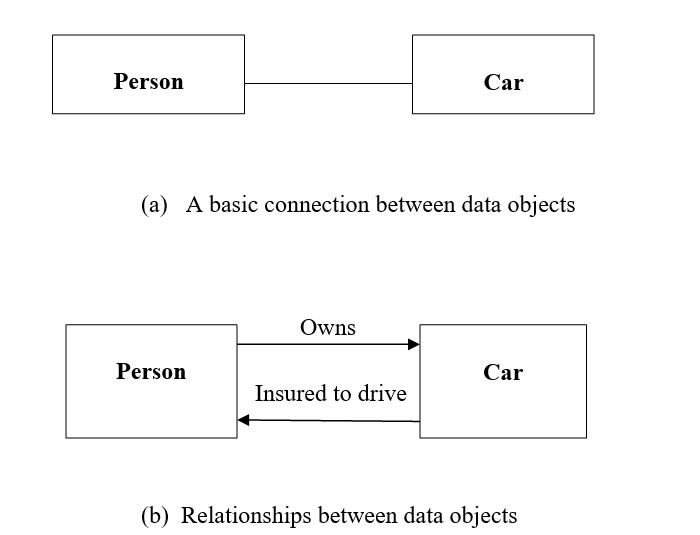 Person
Car
(a) A basic connection between data objects
Owns
Person
Car
Insured to drive
(b) Relationships between data objects